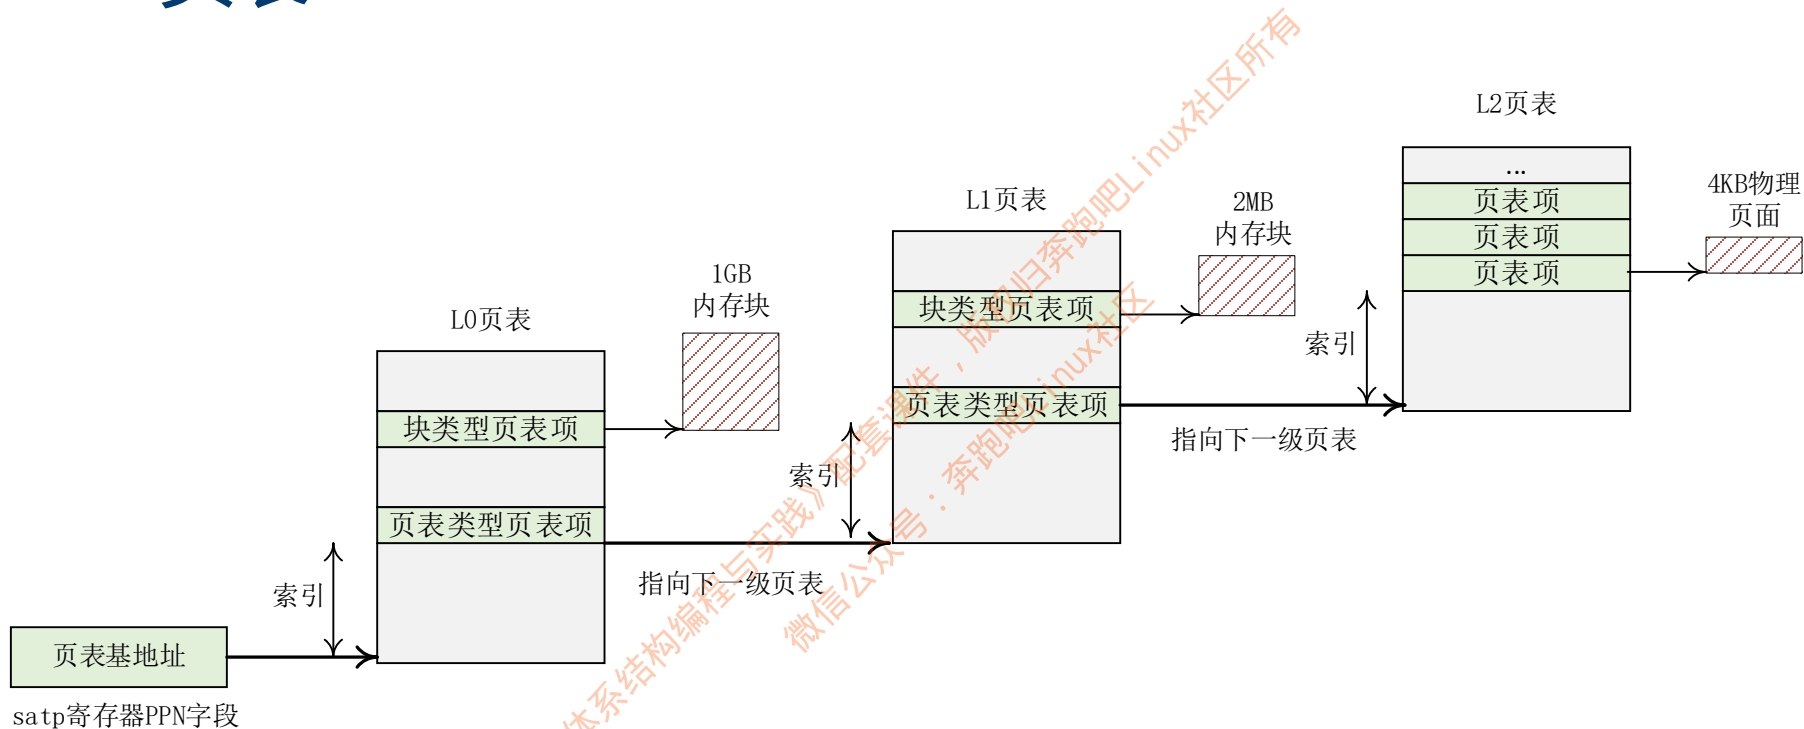 L2页表
...
页表项
页表项
页表项
4KB物理
页面
L1页表
2MB
内存块
块类型页表项
索引
页表类型页表项
指向下一级页表
1GB
内存块
L0页表
块类型页表项
索引
页表类型页表项
指向下一级页表
索引
页表基地址
satp寄存器PPN字段
体系结构编程与实践》配套课件，版权归奔跑吧Linux社区所有
微信公众号：奔跑吧Linux社区